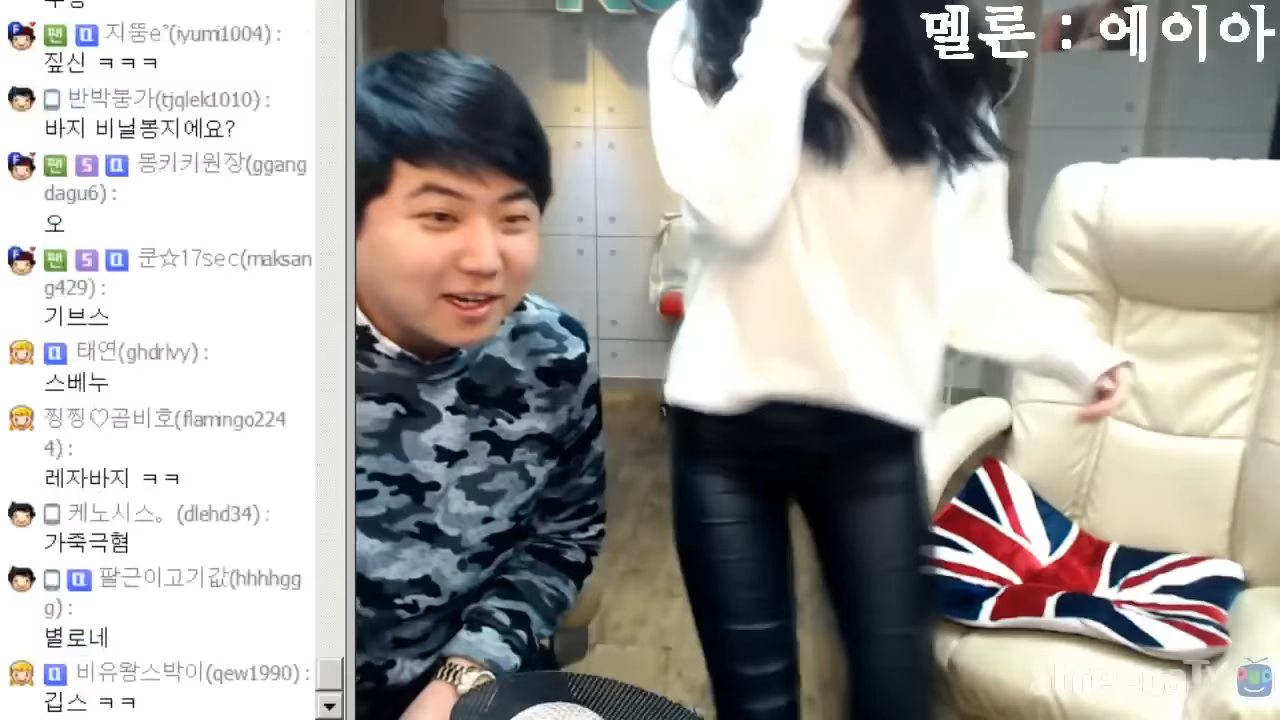 지뚬e˝(iyumi1004) :
짚신 ㅋㅋㅋ
반박붕가(tjqlek1010) :
바지 비닐봉지에요?
몽키키원장(ggang
dagu6) :
오
쿤☆17sec(maksan
g429) :
기브스
태연(ghdrlvy) :
스베누
찡찡♡곰비호(flamingo224
4) :
레자바지 ㅋㅋ
케노시스。(dlehd34) :
가죽극혐
팔근이고기값(hhhhgg
g) :
별로네
비유왕스박이(qew1990) :
깁스 ㅋㅋ
멜론 : 에이아